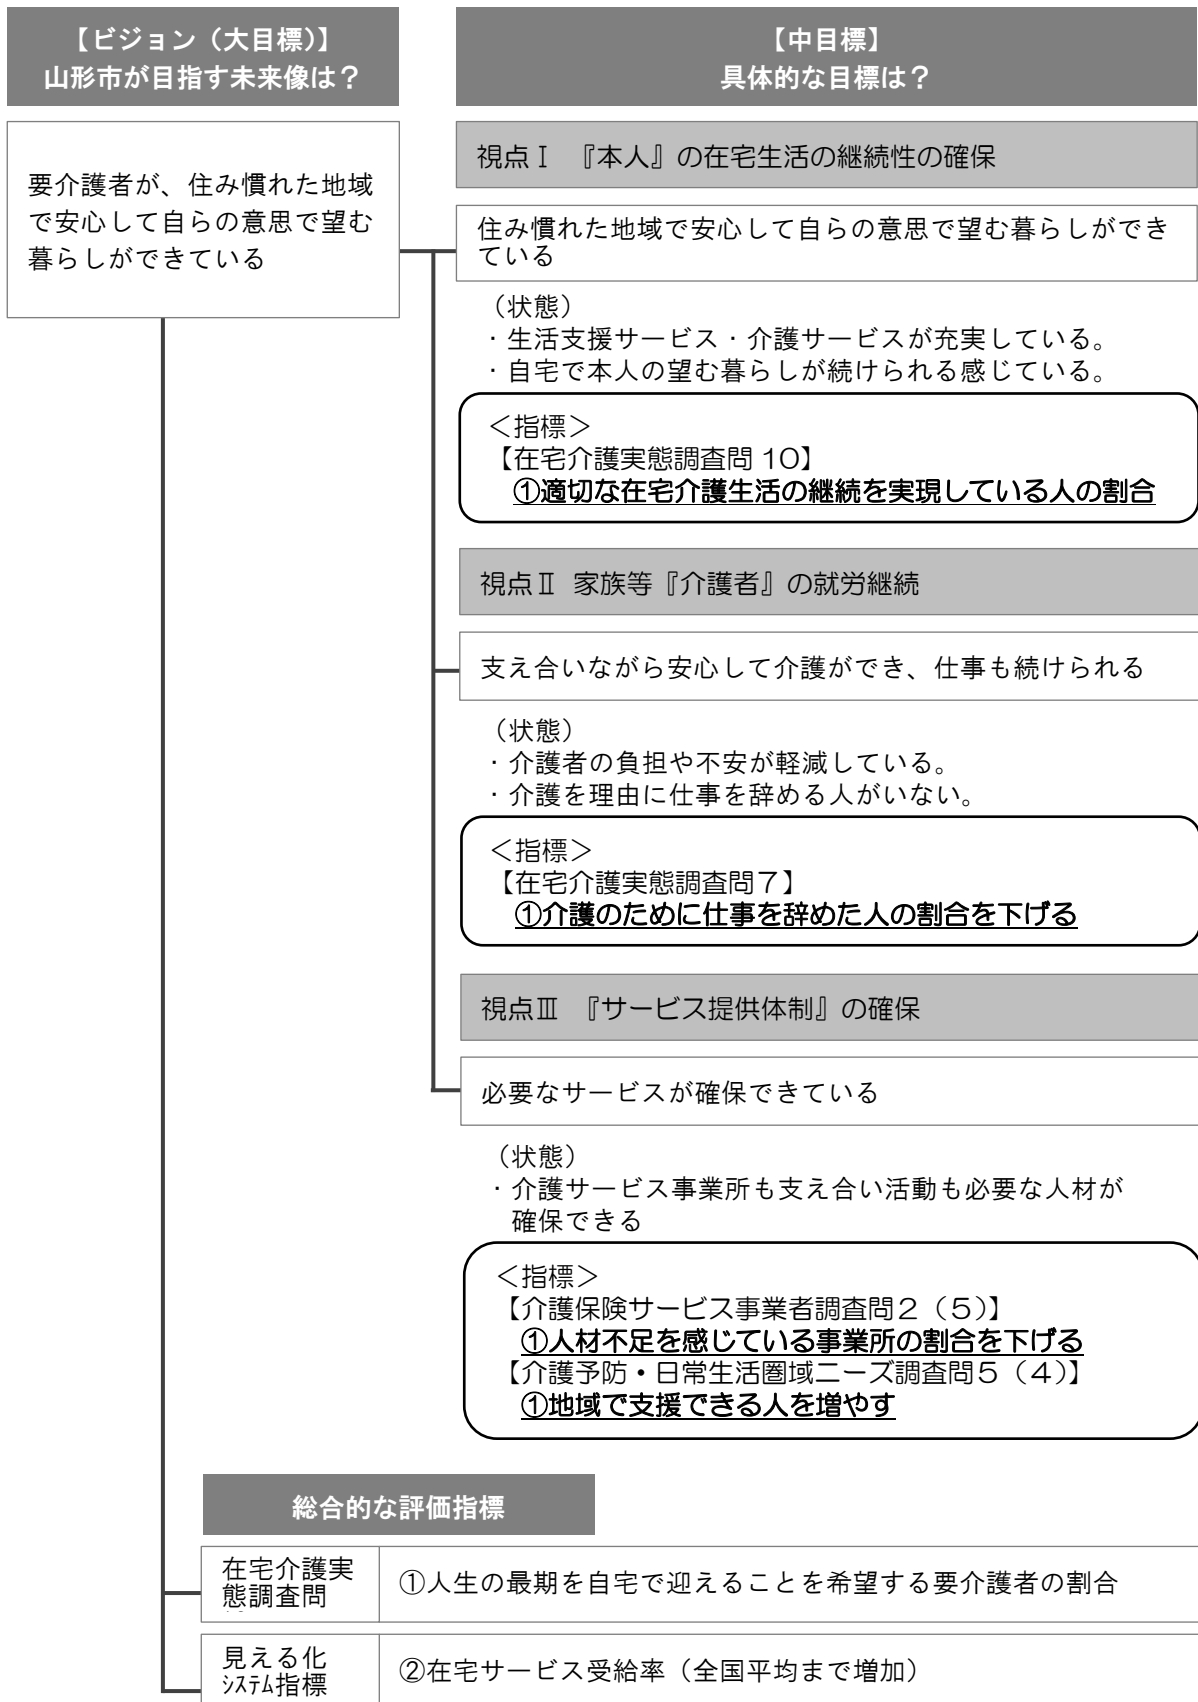 【ビジョン（大目標）】
山形市が目指す未来像は？
【中目標】
具体的な目標は？
要介護者が、住み慣れた地域
で安心して自らの意思で望む
暮らしができている
視点Ⅰ 『本人』の在宅生活の継続性の確保
住み慣れた地域で安心して自らの意思で望む暮らしができ
ている
（状態）
・生活支援サービス・介護サービスが充実している。
・自宅で本人の望む暮らしが続けられる感じている。
＜指標＞
【在宅介護実態調査問 10】
①適切な在宅介護生活の継続を実現している人の割合
視点Ⅱ 家族等『介護者』の就労継続
支え合いながら安心して介護ができ、仕事も続けられる
（状態）
・介護者の負担や不安が軽減している。
・介護を理由に仕事を辞める人がいない。
＜指標＞
【在宅介護実態調査問７】
①介護のために仕事を辞めた人の割合を下げる
視点Ⅲ 『サービス提供体制』の確保
必要なサービスが確保できている
（状態）
・介護サービス事業所も支え合い活動も必要な人材が
確保できる
＜指標＞
【介護保険サービス事業者調査問２（５）】
①人材不足を感じている事業所の割合を下げる
【介護予防・日常生活圏域ニーズ調査問５（４）】
①地域で支援できる人を増やす
総合的な評価指標
在宅介護実
態調査問
①人生の最期を自宅で迎えることを希望する要介護者の割合
見える化
ｼｽﾃﾑ指標
②在宅サービス受給率（全国平均まで増加）